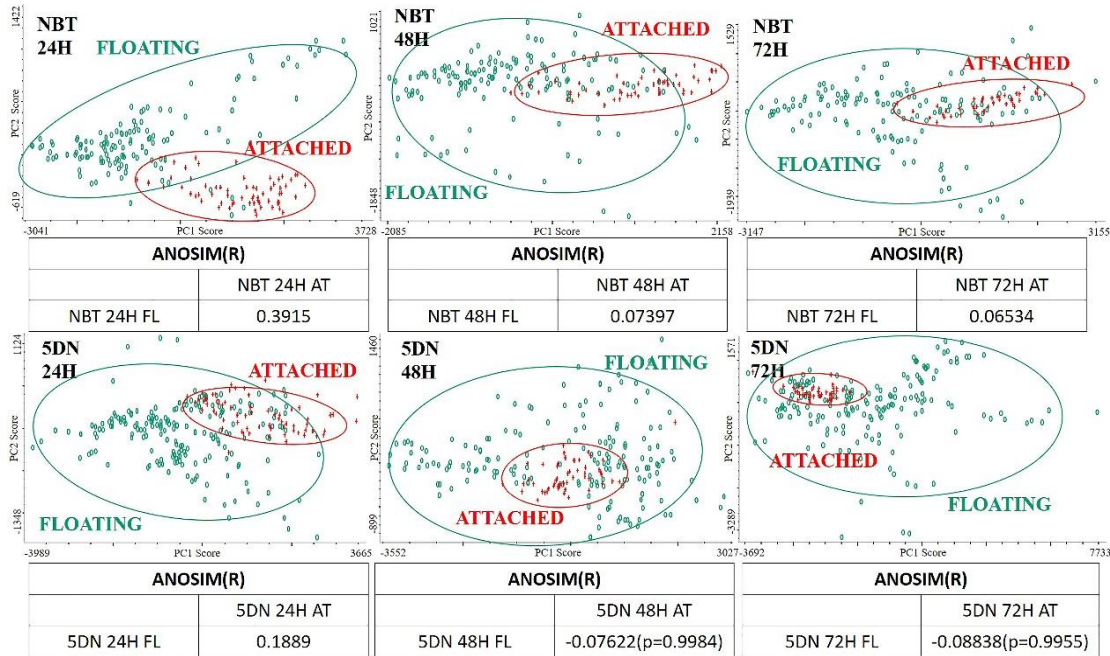 NBT
24H
FLOATING
ATTACHED
1422
PC2 Score
-619
-3041
PC1 Score
3728
NBT
48H
ATTACHED
FLOATING
1021
PC2 Score
-1848
-2085
PC1 Score
2158
NBT
72H
ATTACHED
FLOATING
1529
PC2 Score
-1939
-3147
PC1 Score
3155
ANOSIM(R)
NBT 24H AT
NBT 24H FL 0.3915
ANOSIM(R)
NBT 48H AT
NBT 48H FL 0.07397
ANOSIM(R)
NBT 72H AT
NBT 72H FL 0.06534
5DN
24H
ATTACHED
FLOATING
1124
PC2 Score
-1348
-3989
PC1 Score
3665
5DN
48H
FLOATING
ATTACHED
1460
PC2 Score
-899
-3552
PC1 Score
3027
5DN
72H
FLOATING
ATTACHED
FLOATING
1571
PC2 Score
-3289
-3692
PC1 Score
7733
ANOSIM(R)
5DN 24H AT
5DN 24H FL 0.1889
ANOSIM(R)
5DN 48H AT
5DN 48H FL -0.07622(p=0.9984)
ANOSIM(R)
5DN 72H AT
5DN 72H FL -0.08838(p=0.9955)